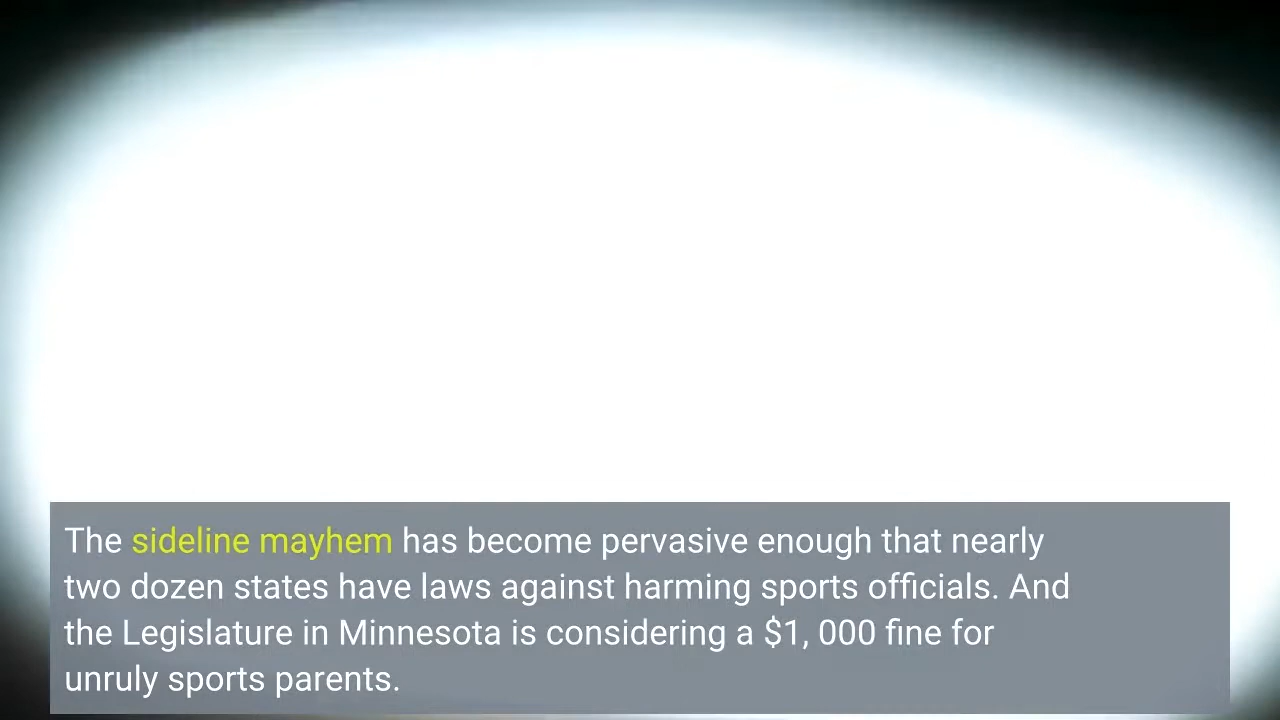 The sideline mayhem has become pervasive enough that nearly
two dozen states have laws against harming sports officials. And
the Legislature in Minnesota is considering a $1, 000 fine for
unruly sports parents.